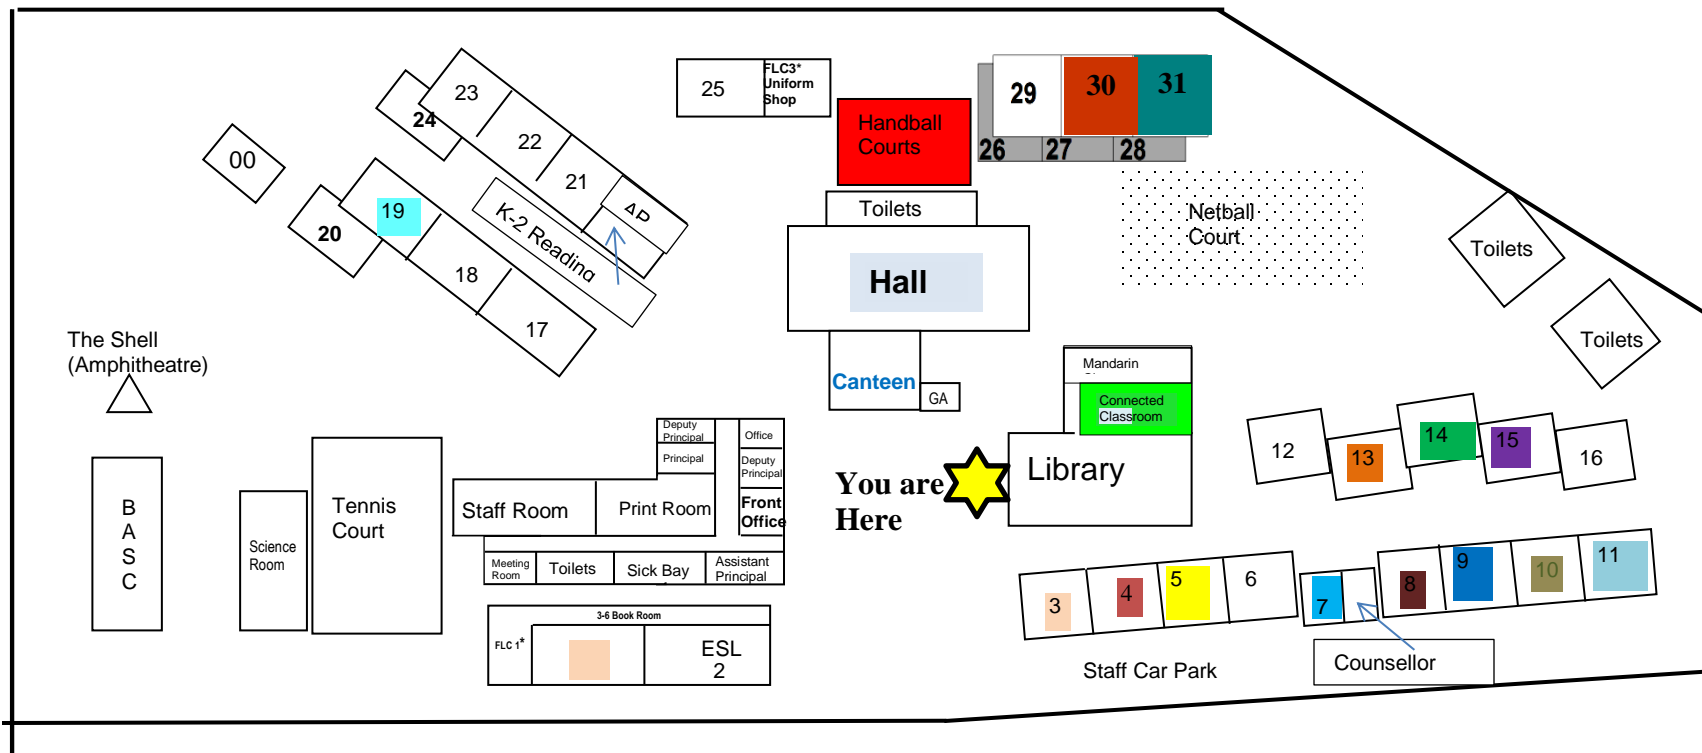 23
24
22
21
AP
K-2 Reading
00
20
19
18
17
25
FLC3*
Uniform
Shop
Handball
Courts
29
30
31
26
27
28
Toilets
Hall
Netball
Court
Toilets
Toilets
The Shell
(Amphitheatre)
Canteen
GA
Mandarin
Connected
Classroom
Library
You are
Here
12
13
14
15
16
B
A
S
C
Science
Room
Tennis
Court
Staff Room
Print Room
Deputy
Principal
Principal
Office
Deputy
Principal
Front
Office
Meeting
Room
Toilets
Sick Bay
Assistant
Principal
3-6 Book Room
FLC 1*
ESL
2
3
4
5
6
7
8
9
10
11
Counsellor
Staff Car Park